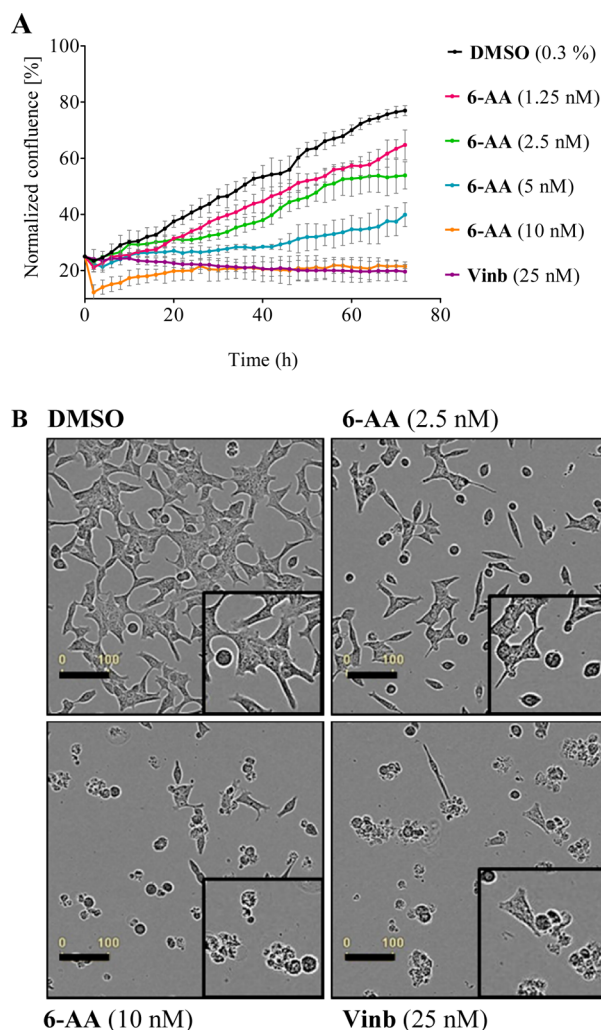 A
Normalized confluence [%]
100
80
60
40
20
0
20
40
60
80
Time (h)
DMSO (0.3 %)
6-AA (1.25 nM)
6-AA (2.5 nM)
6-AA (5 nM)
6-AA (10 nM)
Vinb (25 nM)
B
DMSO
6-AA (2.5 nM)
0 100
0 100
0 100
0 100
6-AA (10 nM)
Vinb (25 nM)